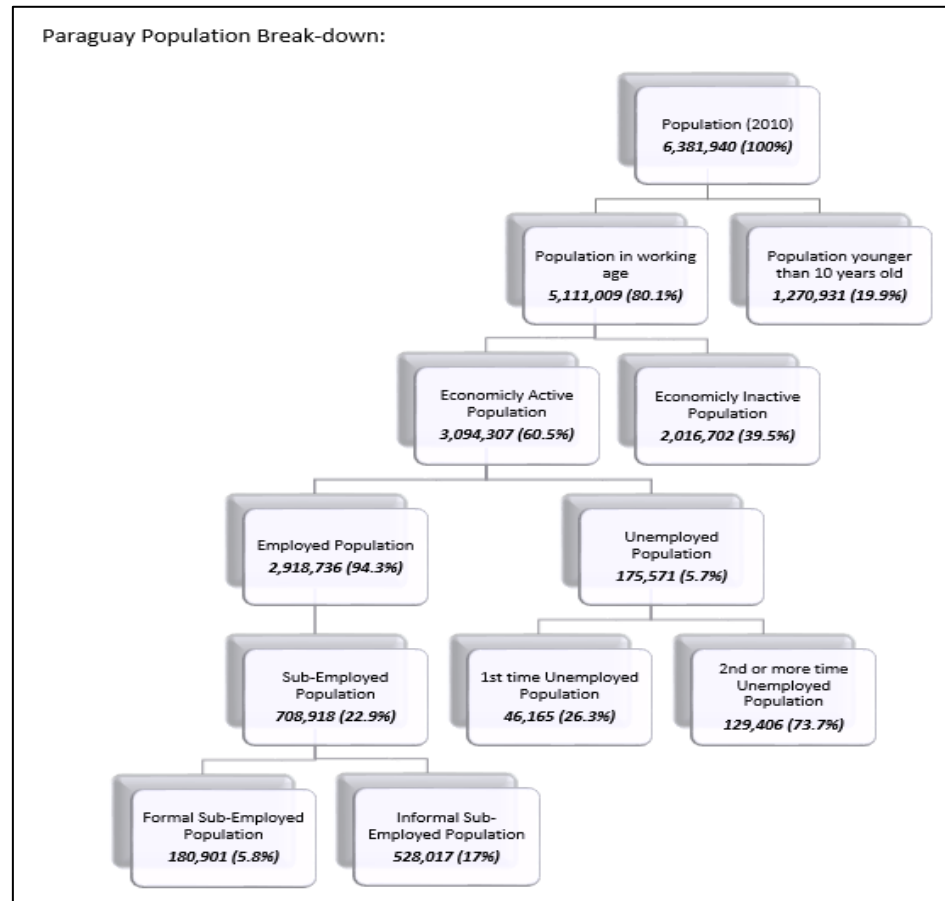 Paraguay Population Break-down:
Population (2010)
6,381,940 (100%)
Population in working
age
5,111,009 (80.1%)
Population younger
than 10 years old
1,270,931 (19.9%)
Economicly Active
Population
3,094,307 (60.5%)
Economicly Inactive
Population
2,016,702 (39.5%)
Employed Population
2,918,736 (94.3%)
Unemployed
Population
175,571 (5.7%)
Sub-Employed
Population
708,918 (22.9%)
1st time Unemployed
Population
46,165 (26.3%)
2nd or more time
Unemployed
Population
129,406 (73.7%)
Formal Sub-Employed
Population
180,901 (5.8%)
Informal Sub-
Employed Population
528,017 (17%)